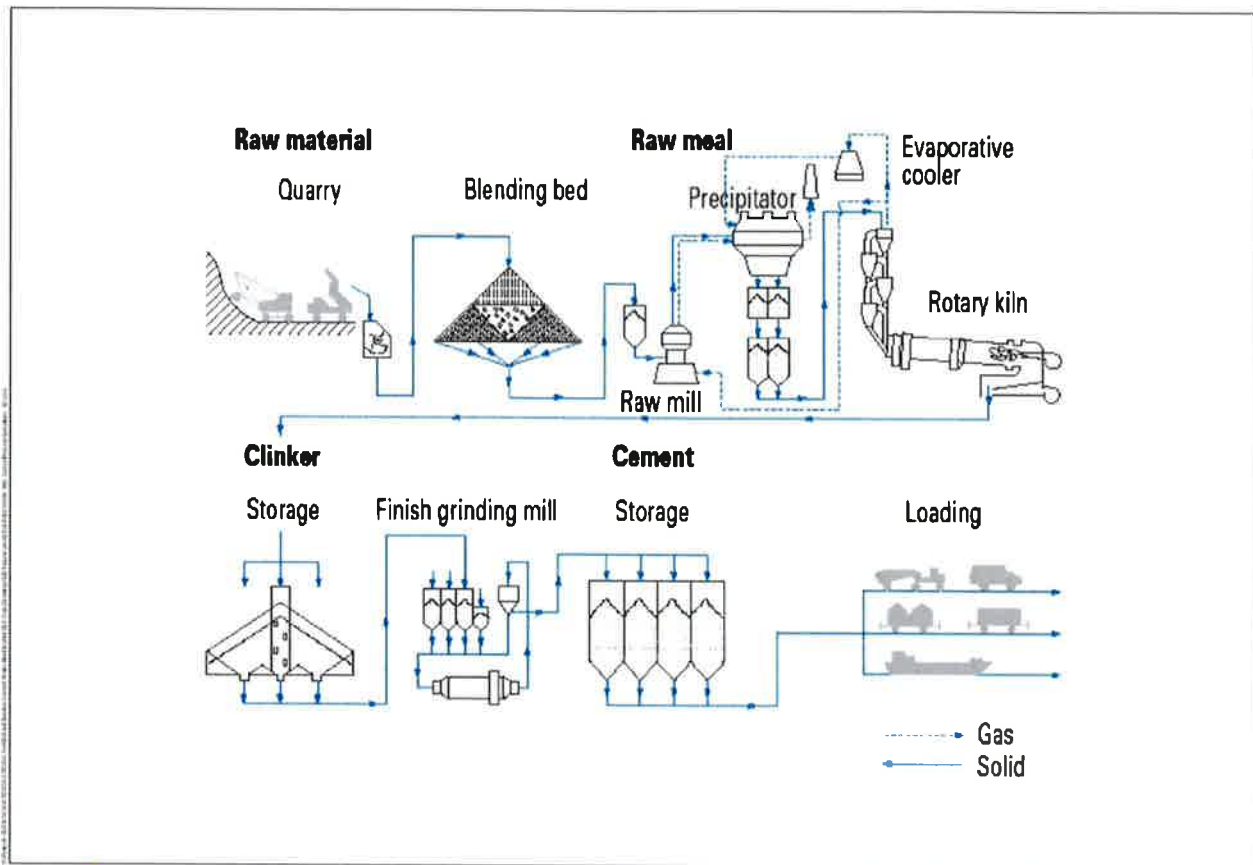 Raw material
Raw meal
Evaporative
cooler
Quarry
Blending bed
Precipitator
Rotary kiln
Raw mill
Clinker
Cement
Storage
Finish grinding mill
Storage
Loading
Gas
Solid